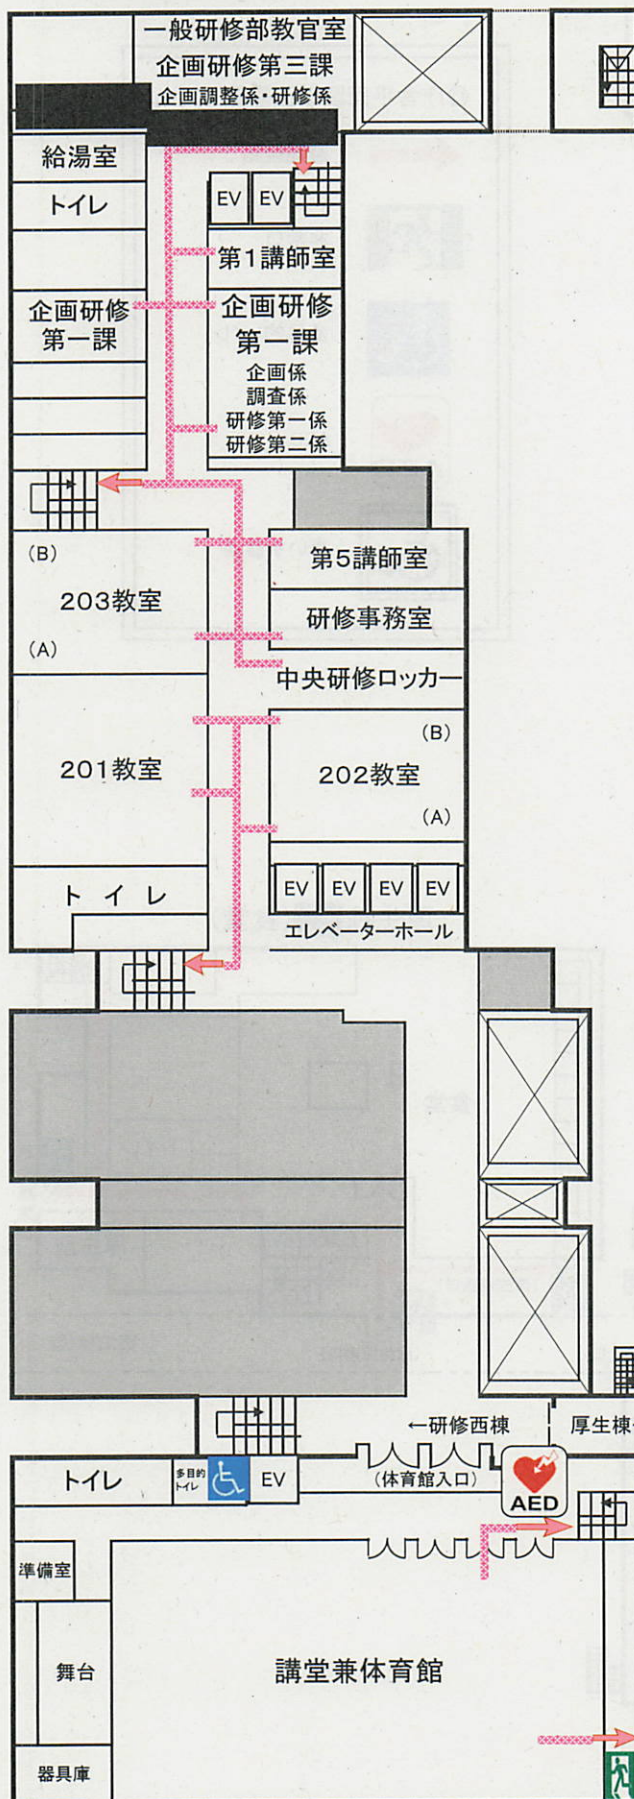 一般研修部教官室
企画研修第三課
企画調整係・研修係
給湯室
トイレ
EV
EV
第1講師室
企画研修
第一課
企画研修
第一課
企画係
調査係
研修第一係
研修第二係
(B)
203教室
(A)
第5講師室
研修事務室
中央研修ロッカー
201教室
(B)
202教室
(A)
トイレ
EV
EV
EV
EV
エレベーターホール
←研修西棟
厚生棟
トイレ
多目的
トイレ
EV
(体育館入口)
AED
準備室
舞台
講堂兼体育館
器具庫